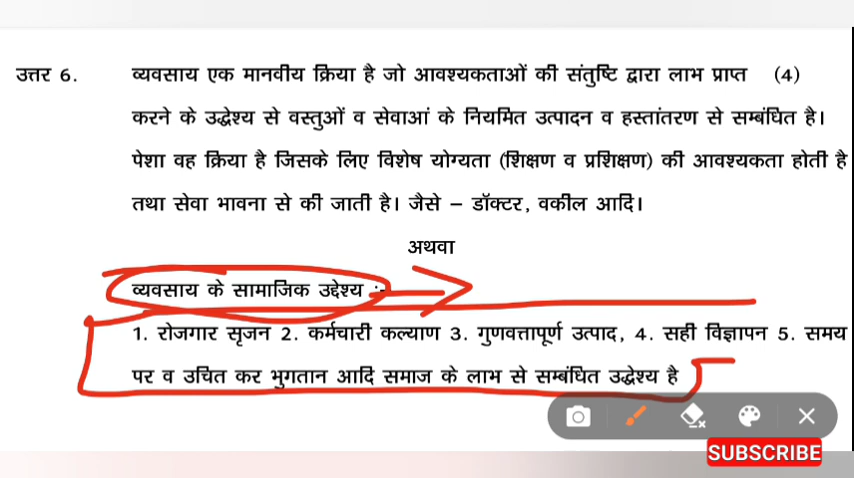 उत्तर 6. व्यवसाय एक मानवीय क्रिया है जो आवश्यकताओं की संतुष्टि द्वारा लाभ प्राप्त (4)
करने के उद्धेश्य से वस्तुओं व सेवाआं के नियमित उत्पादन व हस्तांतरण से सम्बंधित है।
पेशा वह क्रिया है जिसके लिए विशेष योग्यता (शिक्षण व प्रशिक्षण) की आवश्यकता होती है
तथा सेवा भावना से की जाती है। जैसे – डॉक्टर, वकील आदि।
अथवा
व्यवसाय के सामाजिक उद्देश्य :-
1. रोजगार सृजन 2. कर्मचारी कल्याण 3. गुणवत्तापूर्ण उत्पाद, 4. सही विज्ञापन 5. समय
पर व उचित कर भुगतान आदि समाज के लाभ से सम्बंधित उद्धेश्य है
SUBSCRIBE